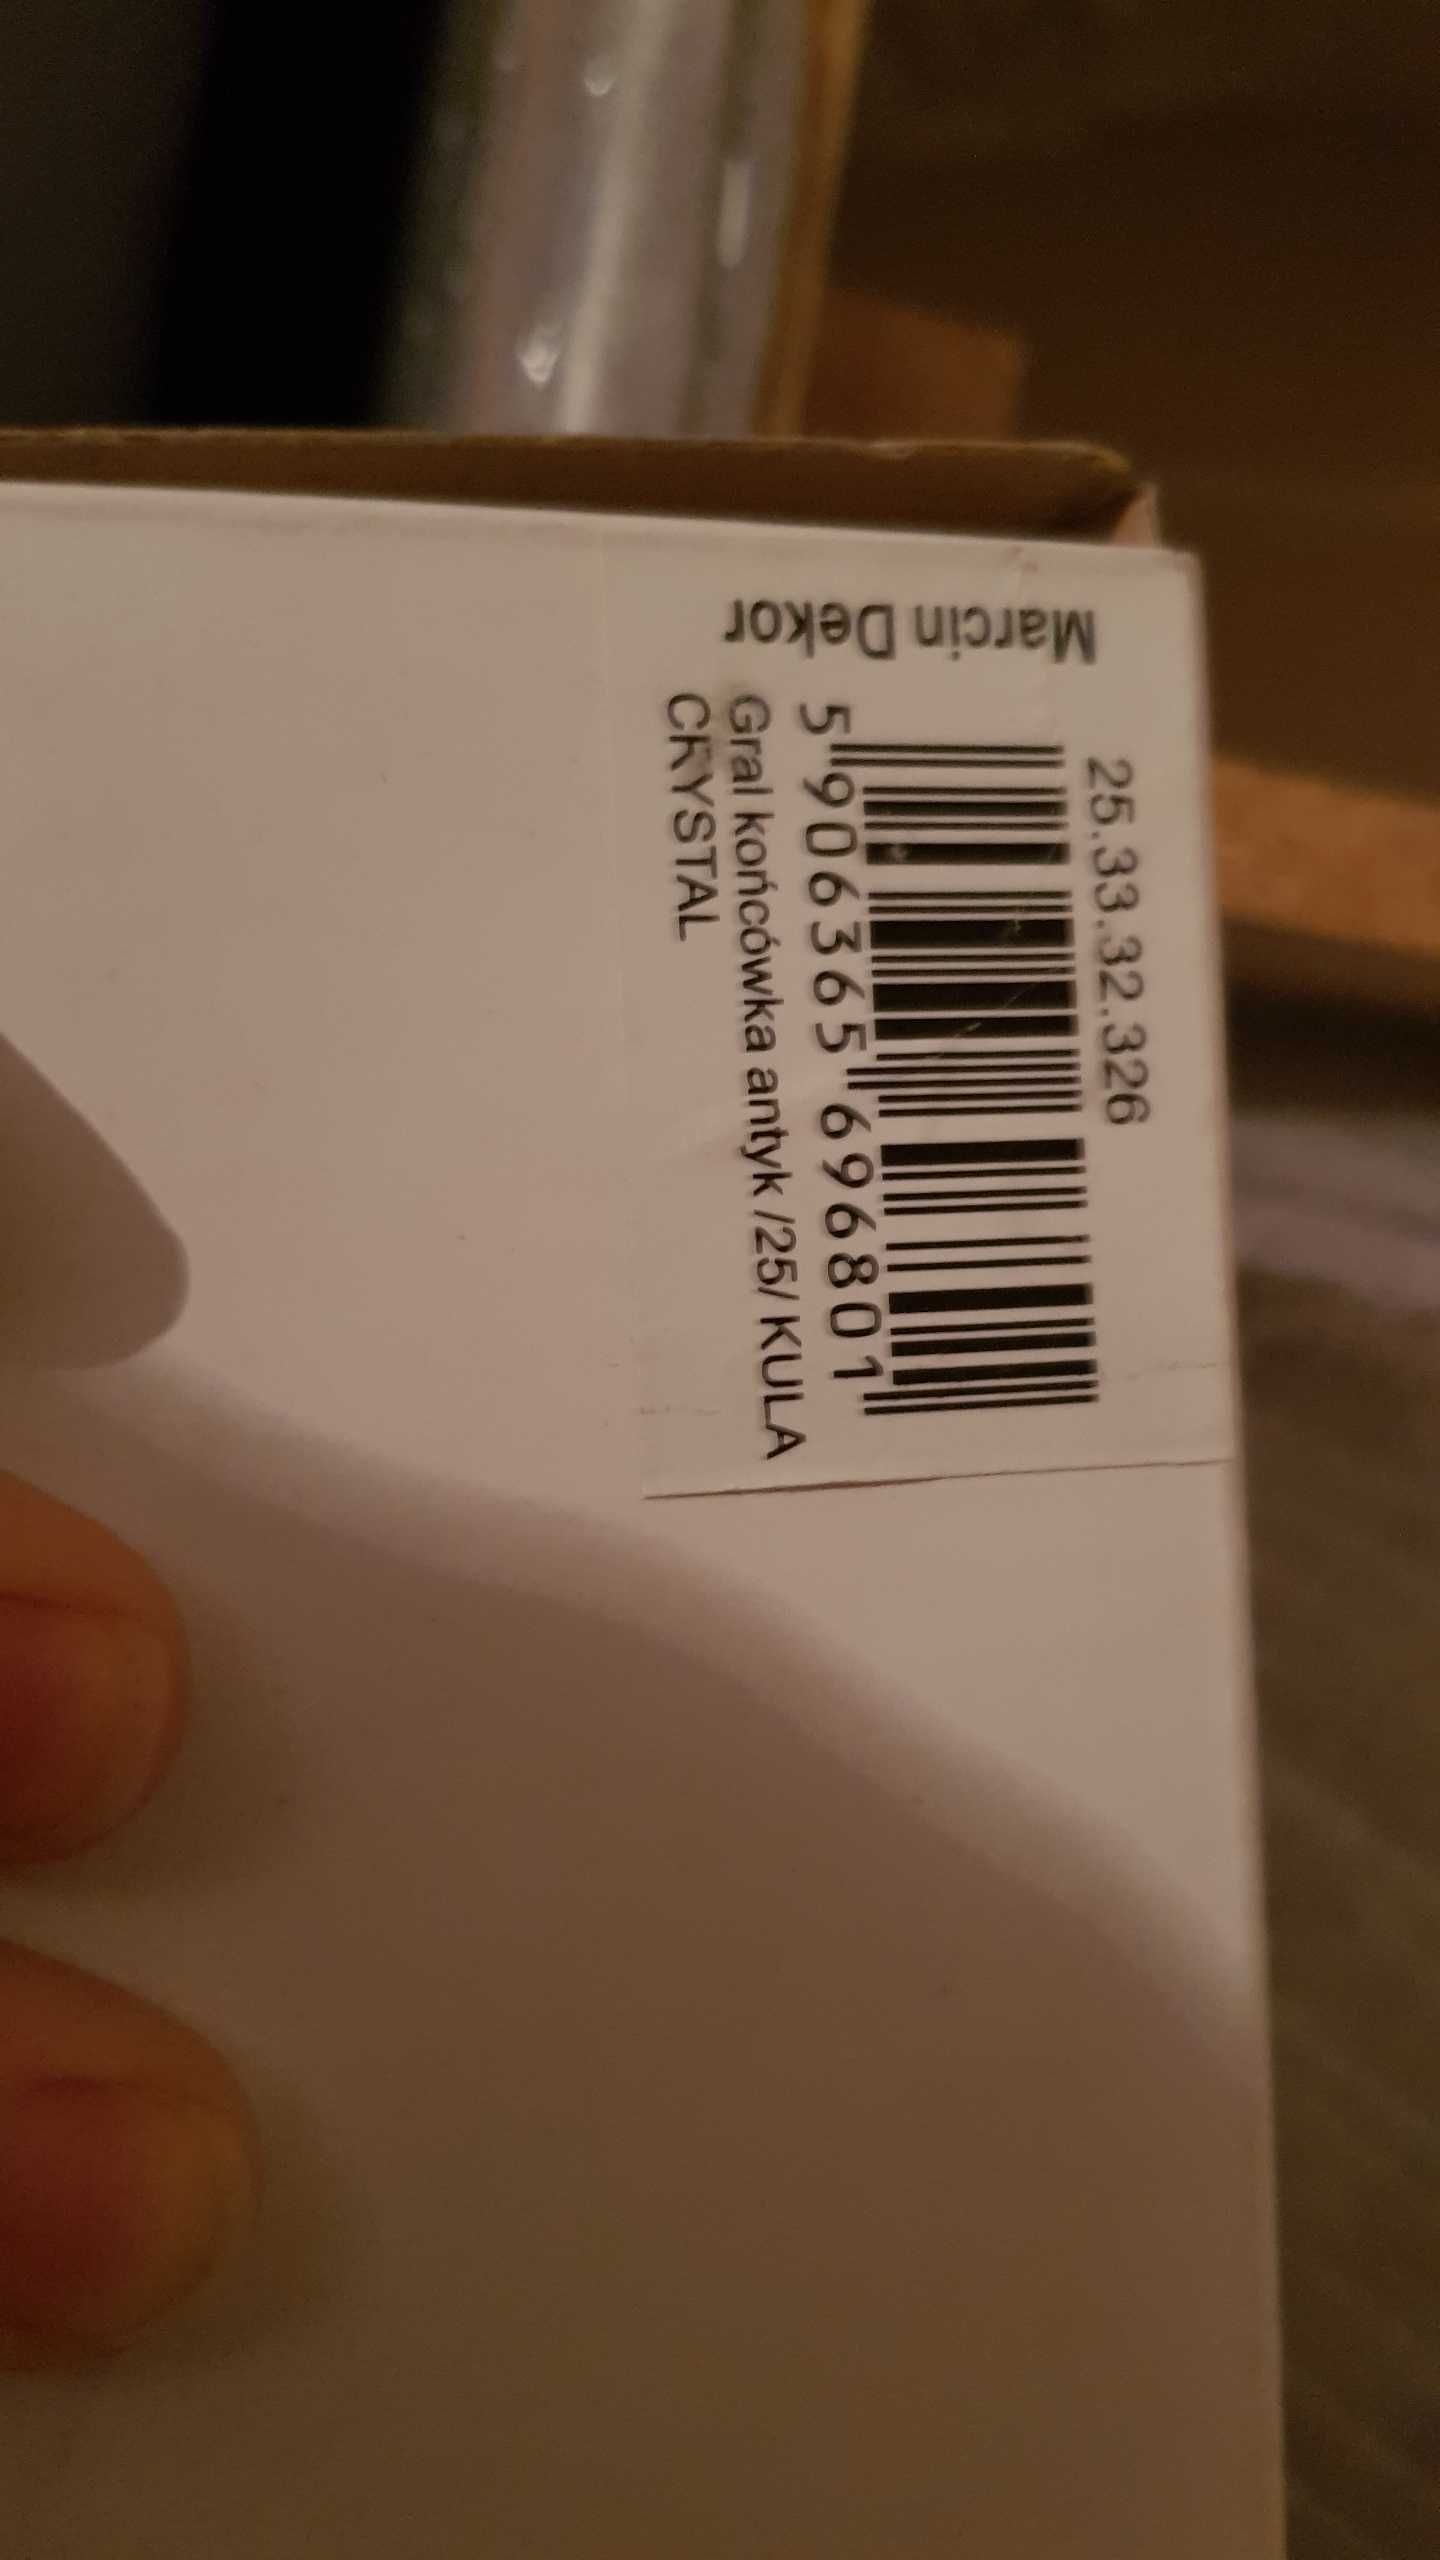 Marcin Dekor
25.33.32.326
5 906365 696801
Gral końcówka antyk /25/ KULA
CRYSTAL